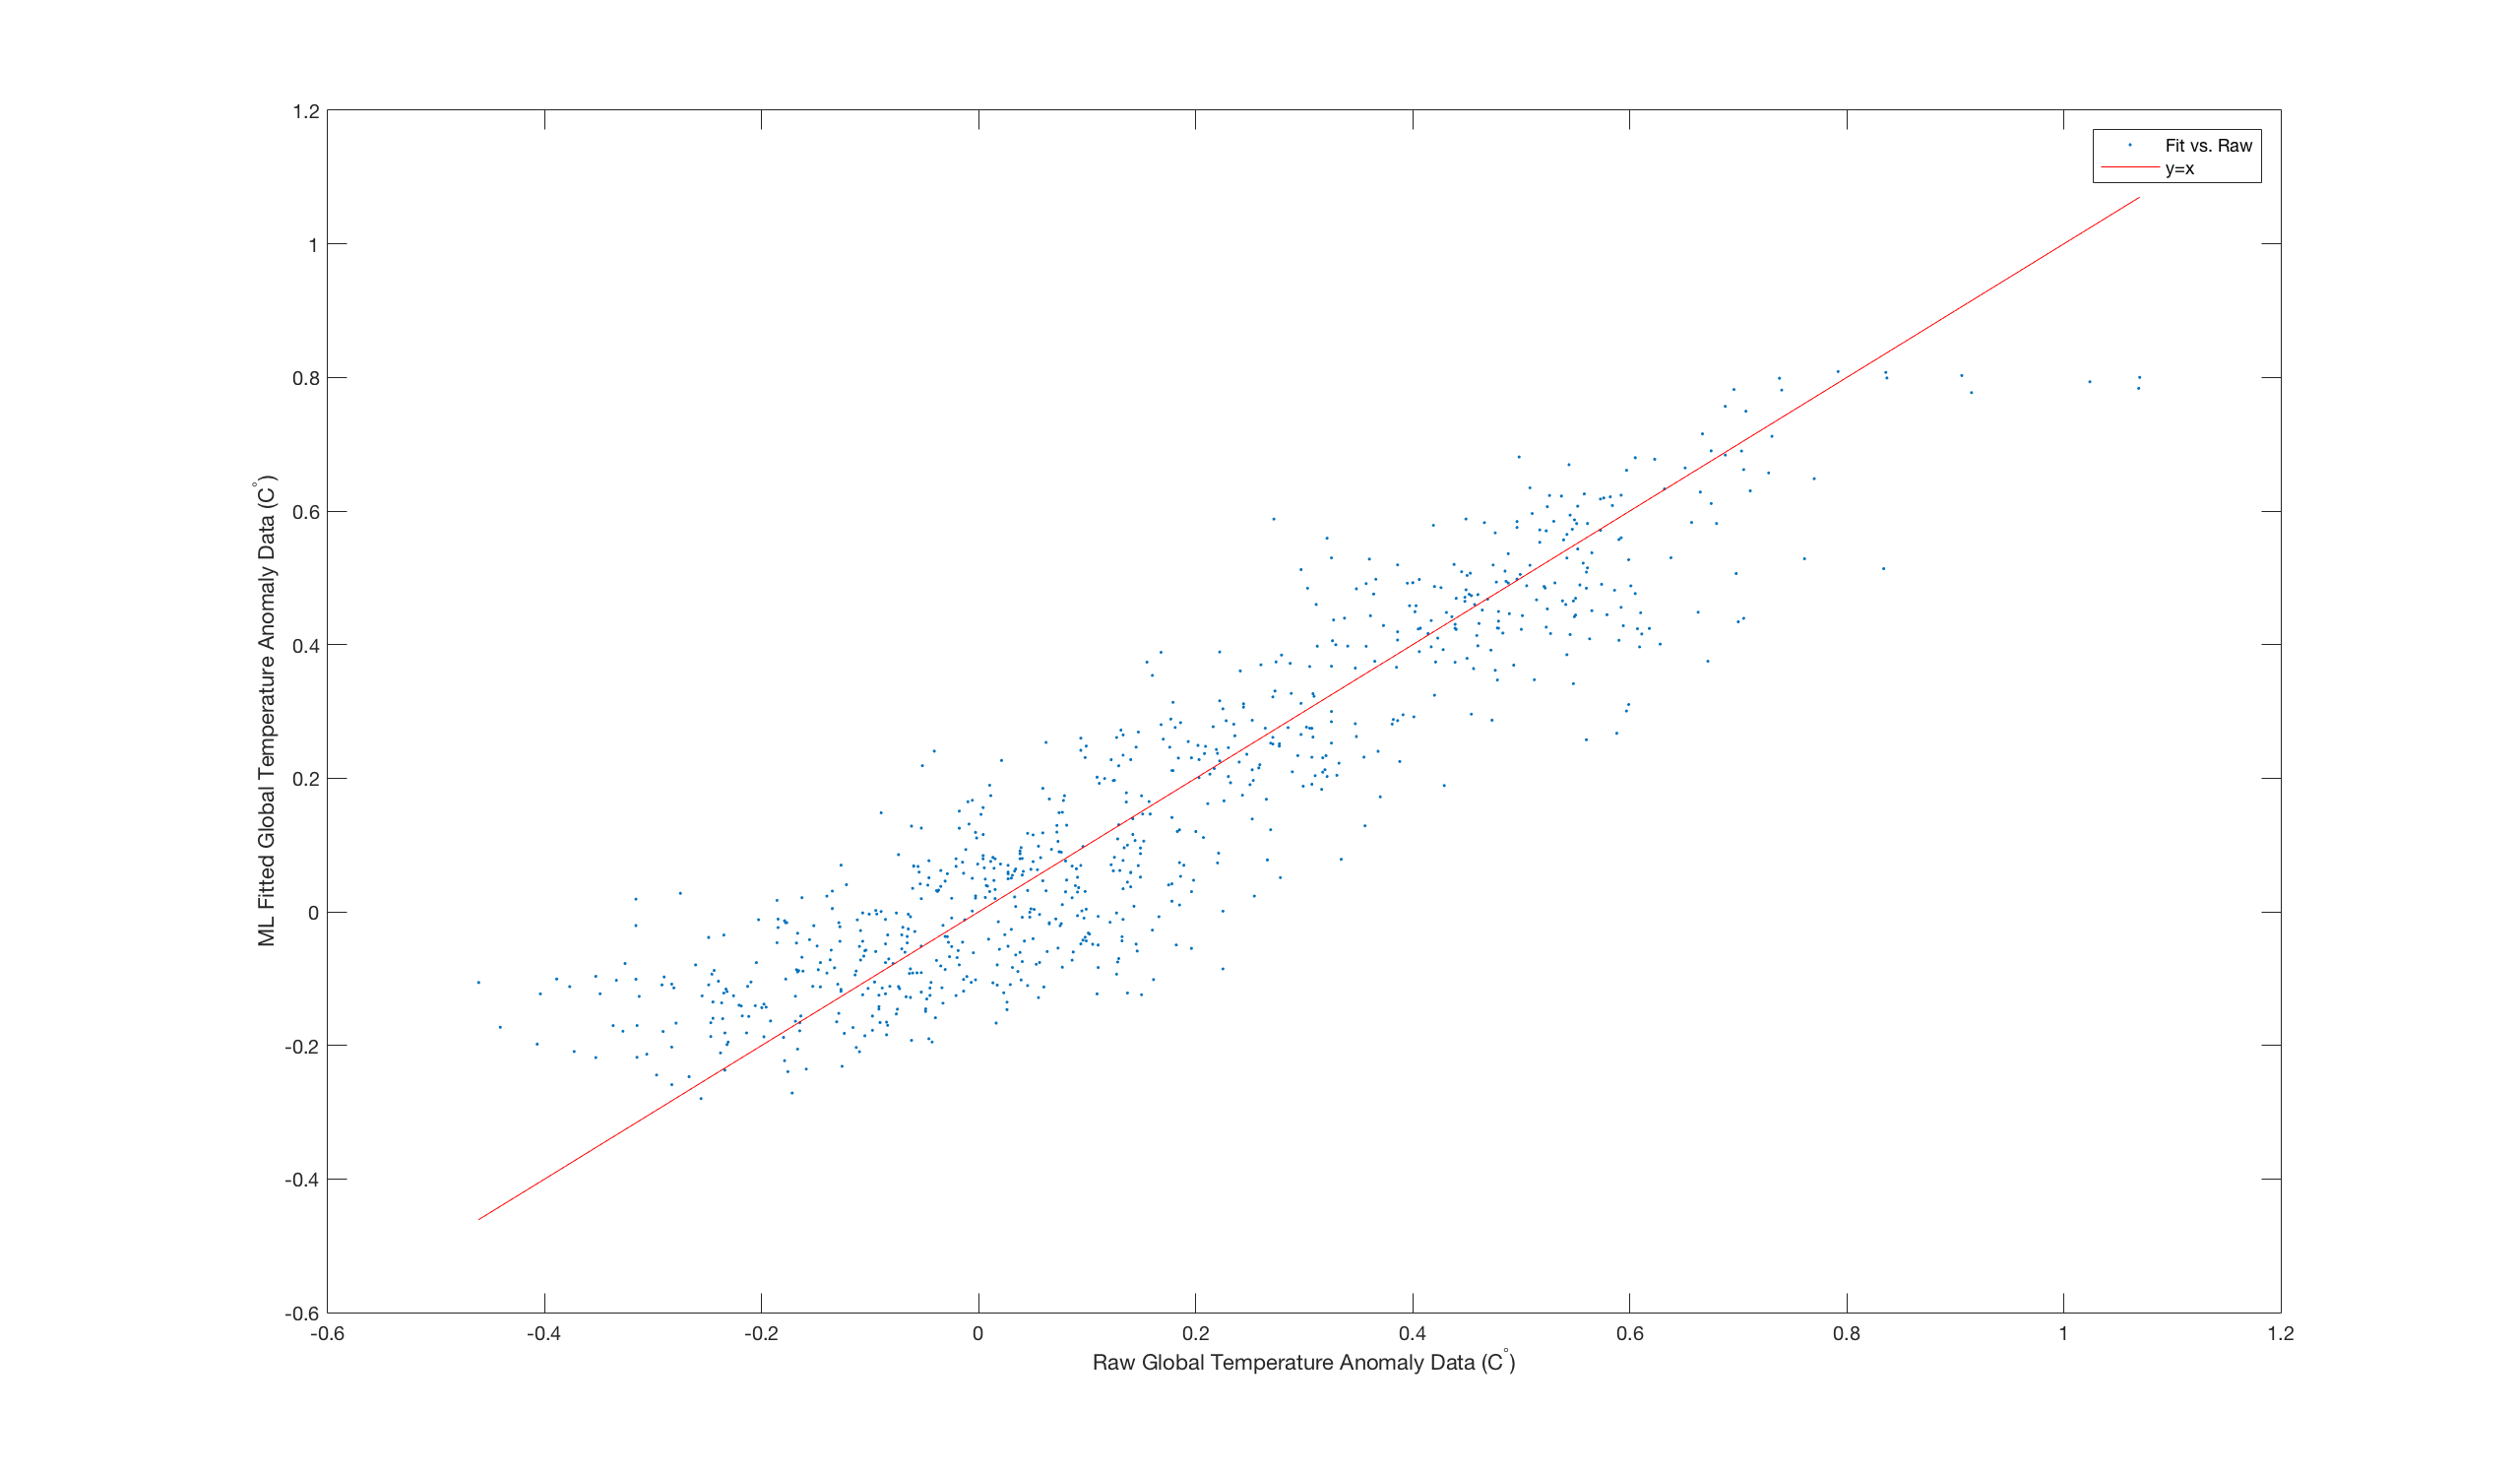 1.2
1
0.8
0.6
0.4
0.2
0
-0.2
-0.4
-0.6
ML Fitted Global Temperature Anomaly Data (C°)
Fit vs. Raw
y=x
-0.6 -0.4 -0.2 0 0.2 0.4 0.6 0.8 1 1.2
Raw Global Temperature Anomaly Data (C°)